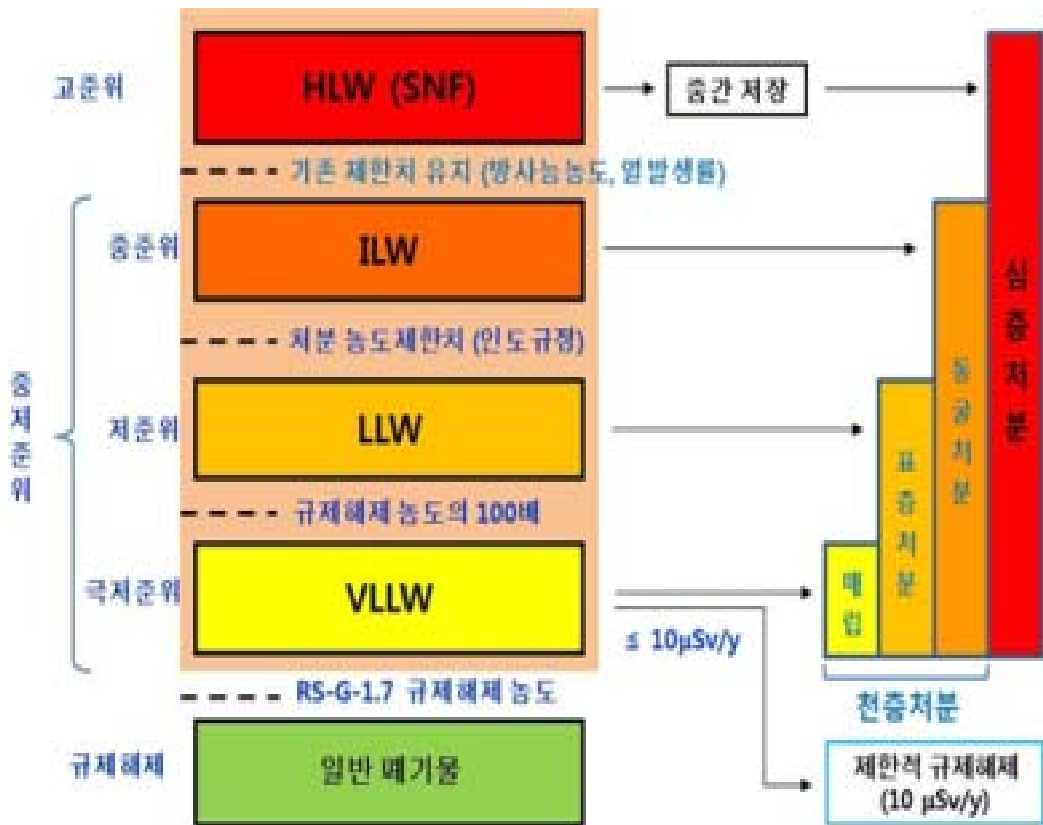 고준위
HLW (SNF)
중간 저장
기존 제한치 유지 (방사능농도, 열발생률)
중준위
ILW
처분 농도제한치 (인도규정)
중저준위
저준위
LLW
규제해제 농도의 100배
극저준위
VLLW
≤ 10μSv/y
RS-G-1.7 규제해제 농도
규제해제
일반 폐기물
매립
표층처분
동굴처분
심층처분
천층처분
제한적 규제해제
(10 μSv/y)